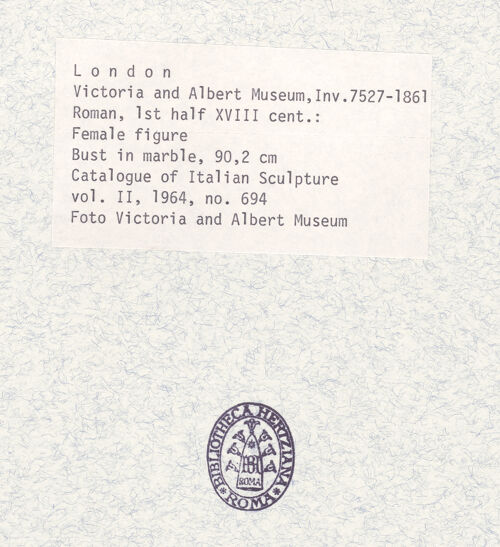 L o n d o n
Victoria and Albert Museum,Inv.7527-1861
Roman, 1st half XVIII cent.:
Female figure
Bust in marble, 90,2 cm
Catalogue of Italian Sculpture
vol. II, 1964, no. 694
Foto Victoria and Albert Museum
BIBLIOTHECA HERTZIANA
BH
ROMA
* ROMA *